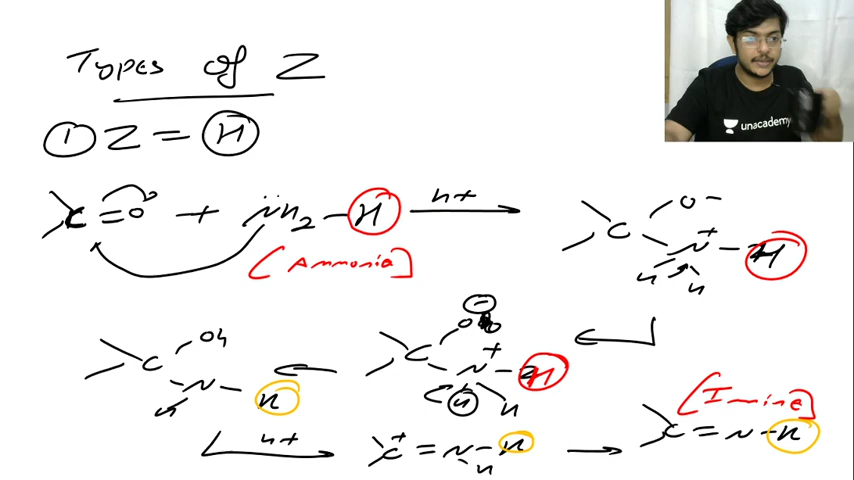 Types of Z
① Z = H
C = O + NH2 - H H+
O -
C
N + - H
H H
[Ammonia]
unacademy
OH
C
N - H
H
O -
C
N + - H
H H
[Imine]
H+ C+ = N - H
H
C = N - H